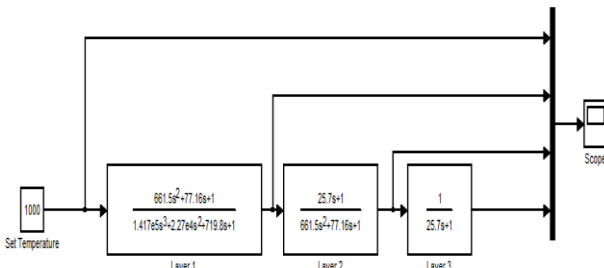 1000
Set Temperature
661.5s²+77.16s+1
1.417e5s³+2.27e4s²+719.8s+1
Layer 1
25.7s+1
661.5s²+77.16s+1
Layer 2
1
25.7s+1
Layer 3
Scope